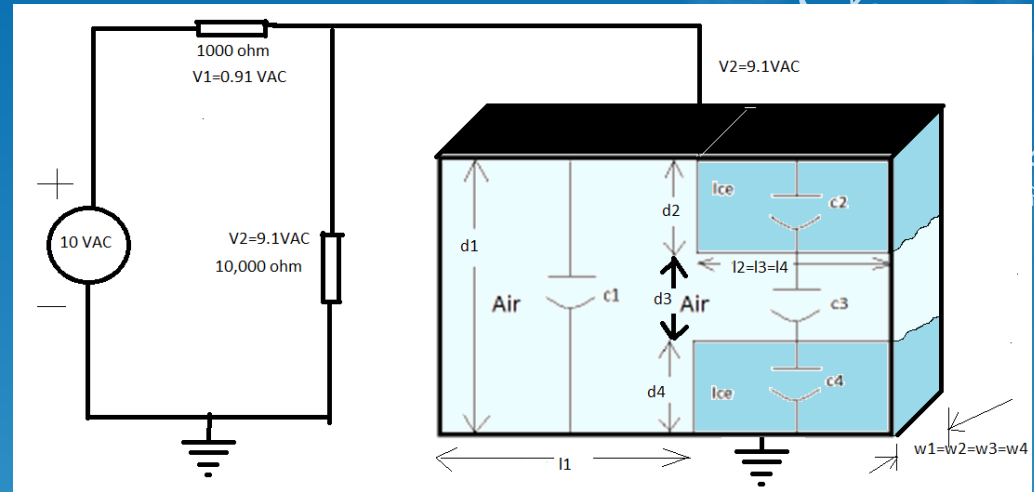 1000 ohm
V1=0.91 VAC
V2=9.1VAC
+
10 VAC
−
V2=9.1VAC
10,000 ohm
Ice
c2
d2
d1
l2=l3=l4
Air
c1
d3
Air
c3
d4
Ice
c4
l1
w1=w2=w3=w4